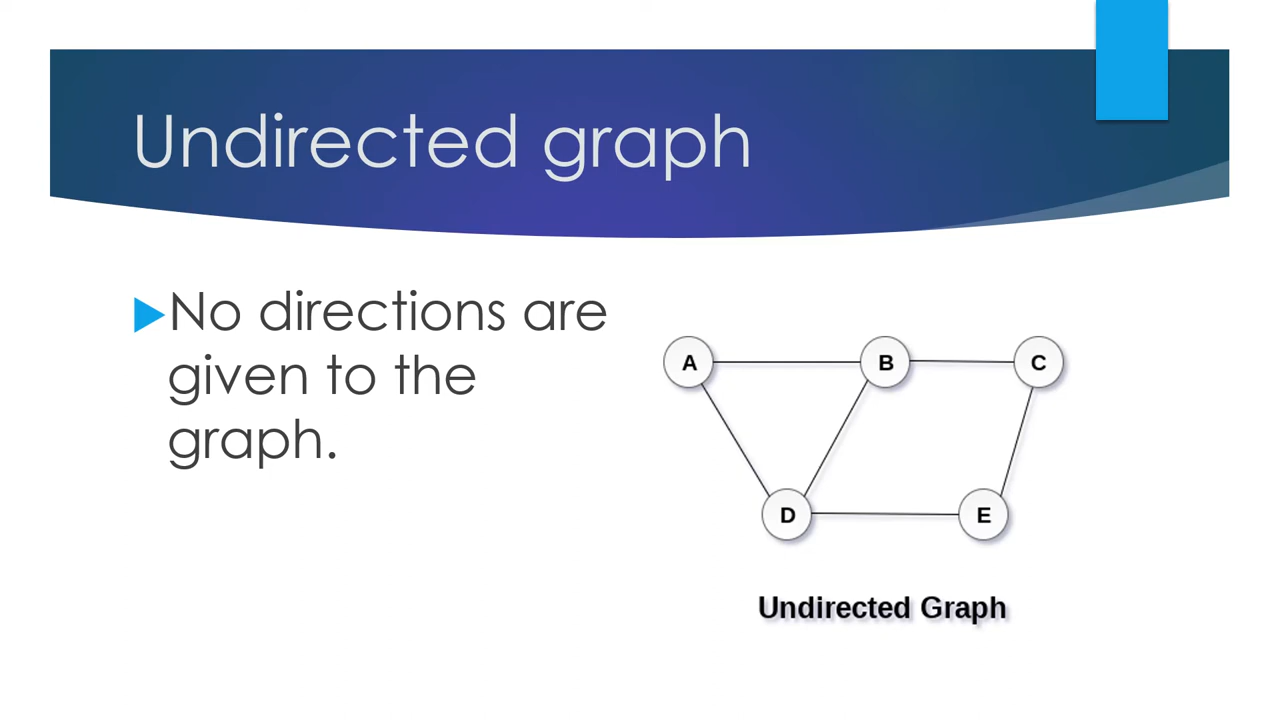 Undirected graph
No directions are
given to the
graph.
A
B
C
D
E
Undirected Graph